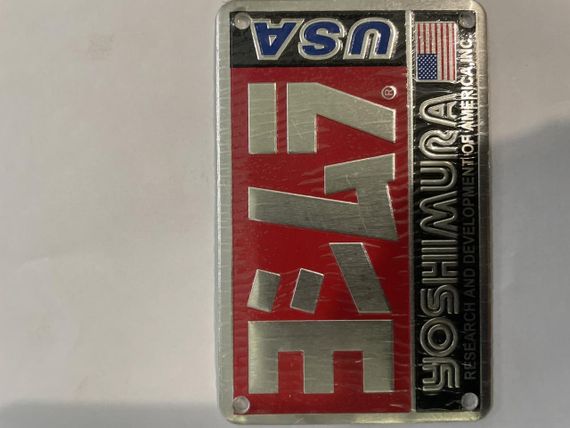 ヨシムラ®
USA
YOSHIMURA
RESEARCH AND DEVELOPMENT OF AMERICA, INC.